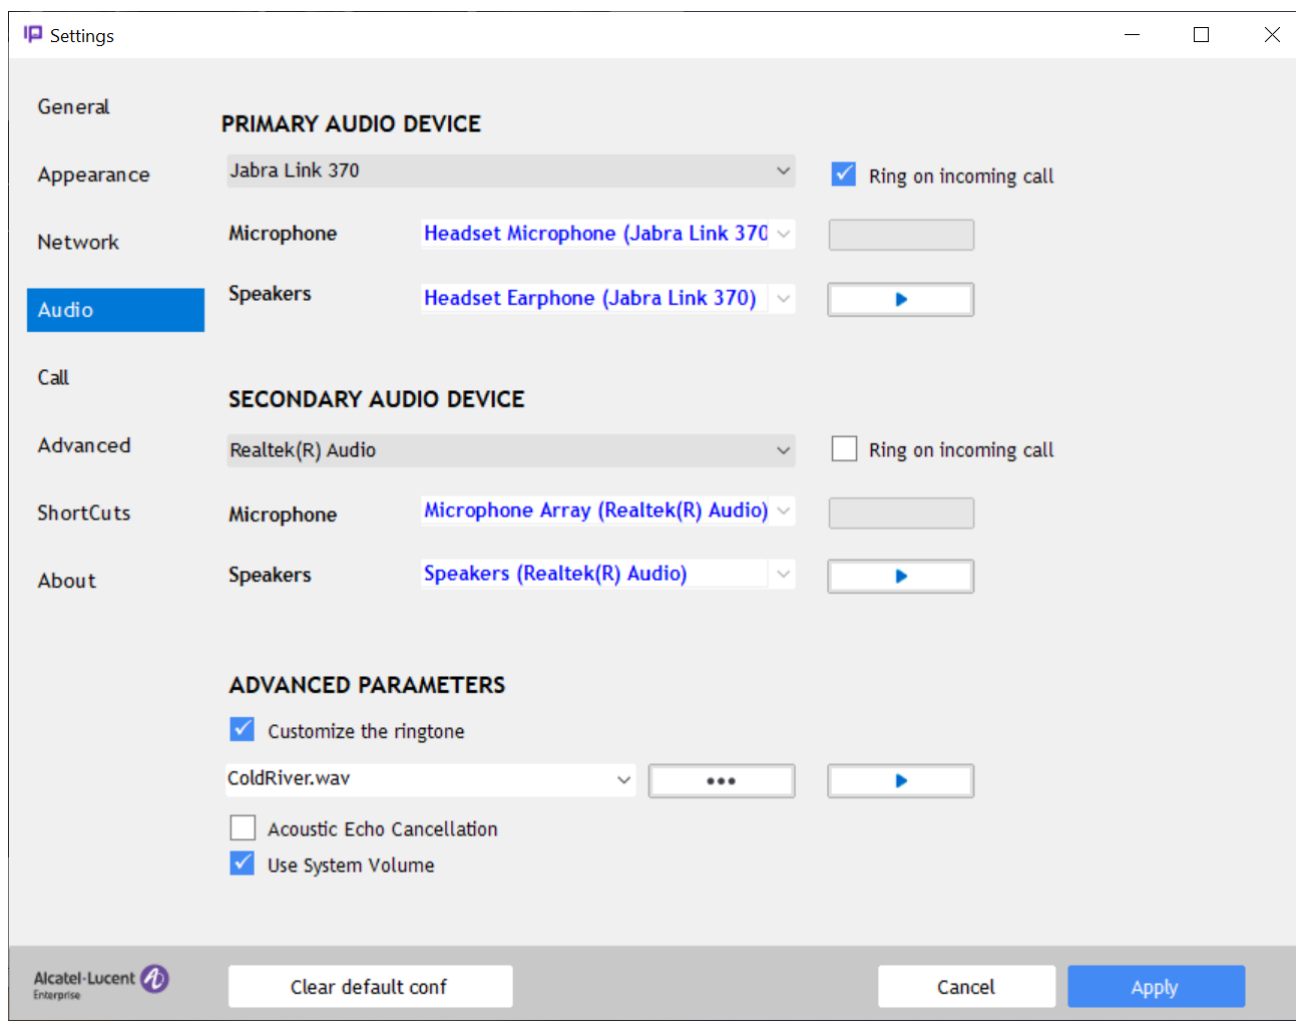 Settings
General
Appearance
Network
Audio
Call
Advanced
ShortCuts
About
PRIMARY AUDIO DEVICE
Jabra Link 370
Ring on incoming call
Microphone
Headset Microphone (Jabra Link 370
Speakers
Headset Earphone (Jabra Link 370)
SECONDARY AUDIO DEVICE
Realtek(R) Audio
Ring on incoming call
Microphone
Microphone Array (Realtek(R) Audio)
Speakers
Speakers (Realtek(R) Audio)
ADVANCED PARAMETERS
Customize the ringtone
ColdRiver.wav
•••
Acoustic Echo Cancellation
Use System Volume
Alcatel·Lucent
Enterprise
Clear default conf
Cancel
Apply